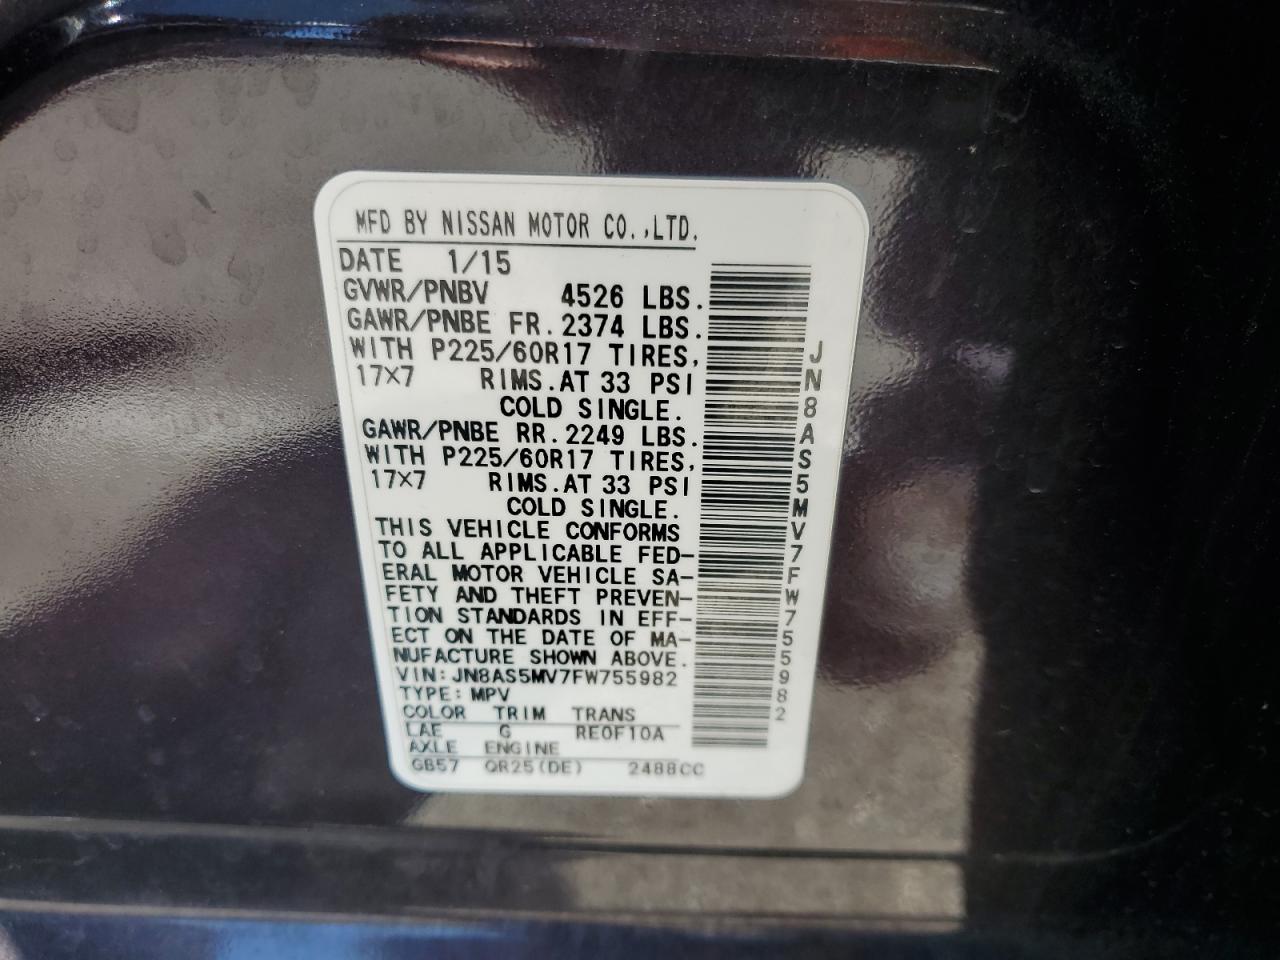 MFD BY NISSAN MOTOR CO.,LTD.
DATE 1/15
GVWR/PNBV 4526 LBS.
GAWR/PNBE FR. 2374 LBS.
WITH P225/60R17 TIRES,
17×7 RIMS. AT 33 PSI
COLD SINGLE.
GAWR/PNBE RR. 2249 LBS.
WITH P225/60R17 TIRES,
17×7 RIMS. AT 33 PSI
COLD SINGLE.
THIS VEHICLE CONFORMS
TO ALL APPLICABLE FED-
ERAL MOTOR VEHICLE SA-
FETY AND THEFT PREVEN-
TION STANDARDS IN EFF-
ECT ON THE DATE OF MA-
NUFACTURE SHOWN ABOVE.
VIN: JN8AS5MV7FW755982
TYPE: MPV
COLOR TRIM TRANS
LAE G RE0F10A
AXLE ENGINE
GB57 QR25(DE) 2488CC
JN8AS5MV7FW755982